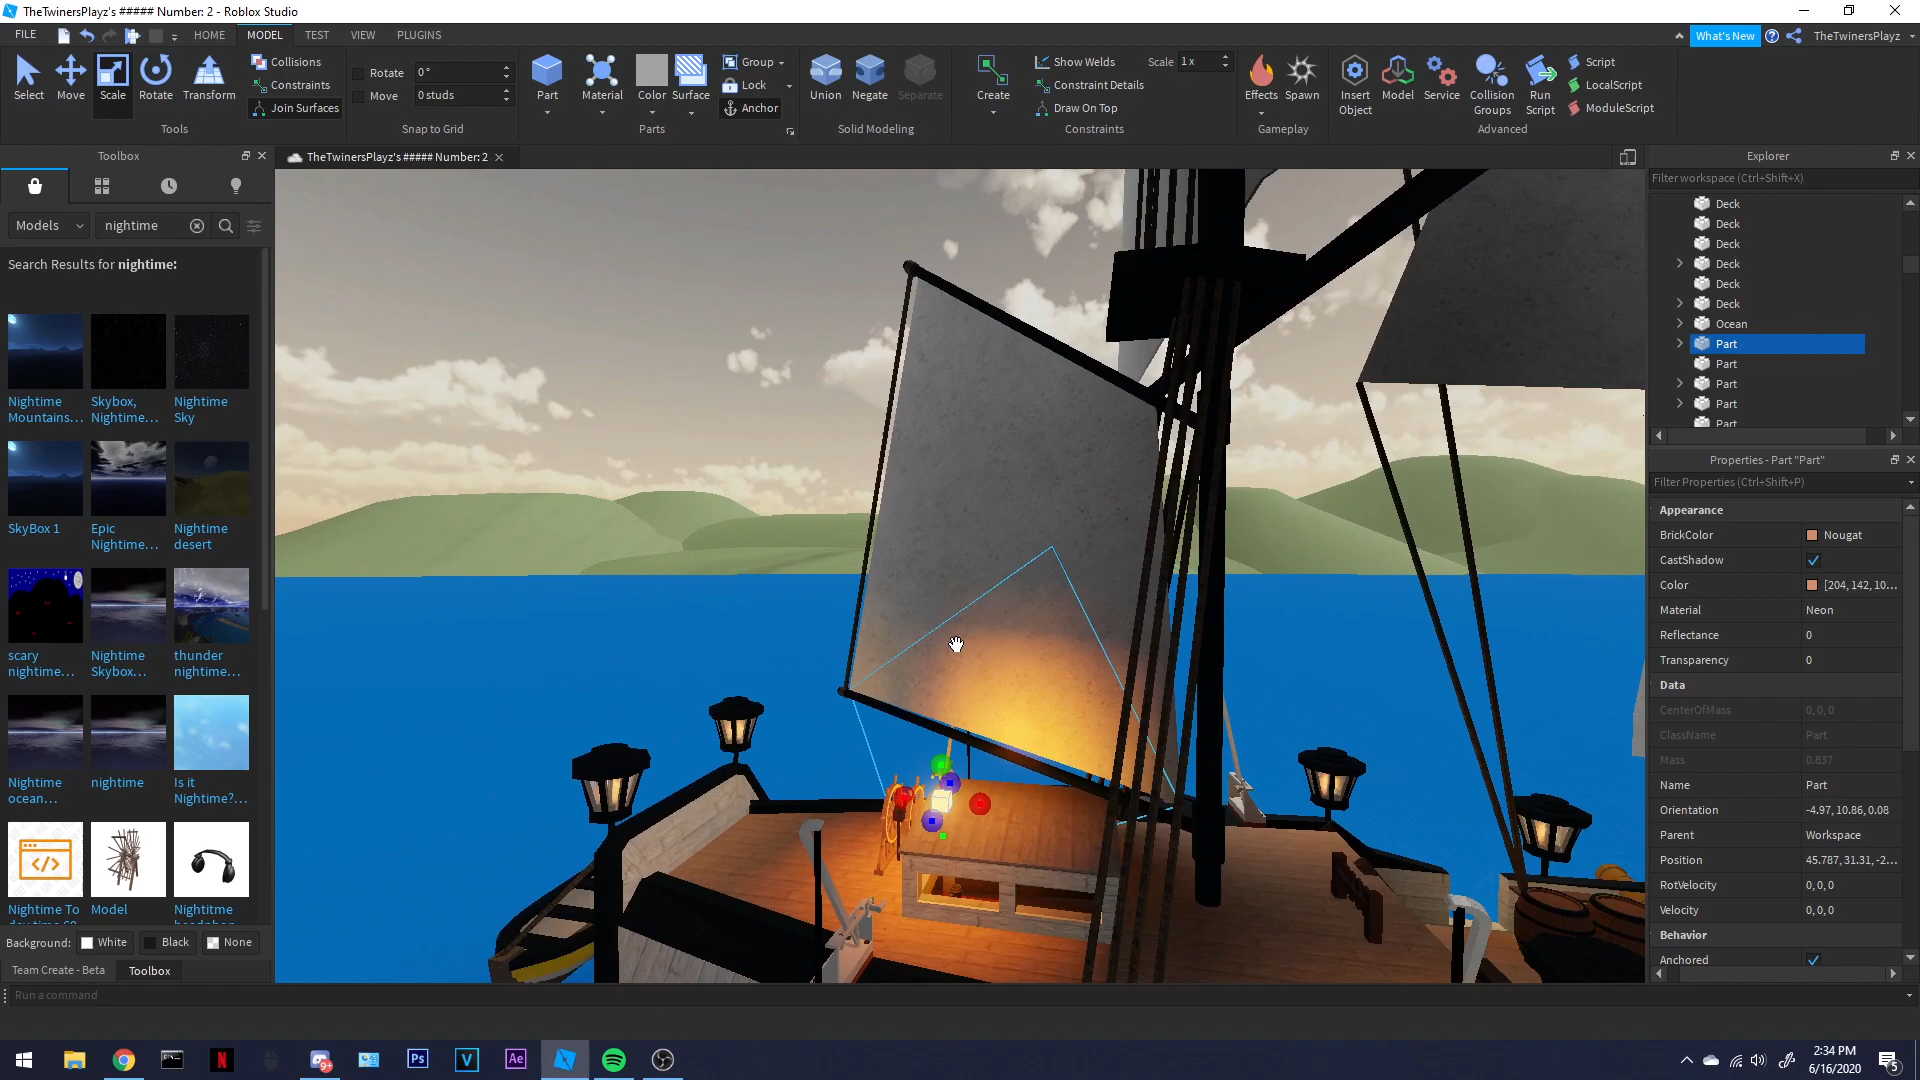 TheTwinersPlayz's ##### Number: 2 - Roblox Studio
FILE
HOME
MODEL
TEST
VIEW
PLUGINS
What's New
TheTwinersPlayz
Select
Move
Scale
Rotate
Transform
Collisions
Constraints
Join Surfaces
Tools
Rotate 0°
Move 0 studs
Snap to Grid
Part
Material
Color
Surface
Group
Lock
Anchor
Parts
Union
Negate
Separate
Solid Modeling
Create
Show Welds
Scale 1 x
Constraint Details
Draw On Top
Constraints
Effects
Spawn
Gameplay
Insert
Object
Model
Service
Collision
Groups
Run
Script
Script
LocalScript
ModuleScript
Advanced
Toolbox
TheTwinersPlayz's ##### Number: 2
Models
nightime
Search Results for nightime:
Nightime
Mountains...
Skybox,
Nightime...
Nightime
Sky
SkyBox 1
Epic
Nightime...
Nightime
desert
scary
nightime...
Nightime
Skybox...
thunder
nightime...
Nightime
ocean...
nightime
Is it
Nightime?...
Nightime To
Model
Nightitme
Background:
White
Black
None
Team Create - Beta
Toolbox
Run a command
Explorer
Filter workspace (Ctrl+Shift+X)
Deck
Deck
Deck
Deck
Deck
Deck
Ocean
Part
Part
Part
Part
Part
Properties - Part "Part"
Filter Properties (Ctrl+Shift+P)
Appearance
BrickColor Nougat
CastShadow
Color [204, 142, 10...
Material Neon
Reflectance 0
Transparency 0
Data
CenterOfMass 0, 0, 0
ClassName Part
Mass 0.837
Name Part
Orientation -4.97, 10.86, 0.08
Parent Workspace
Position 45.787, 31.31, -2...
RotVelocity 0, 0, 0
Velocity 0, 0, 0
Behavior
Anchored
9+
Ps
V
Ae
2:34 PM
6/16/2020
5